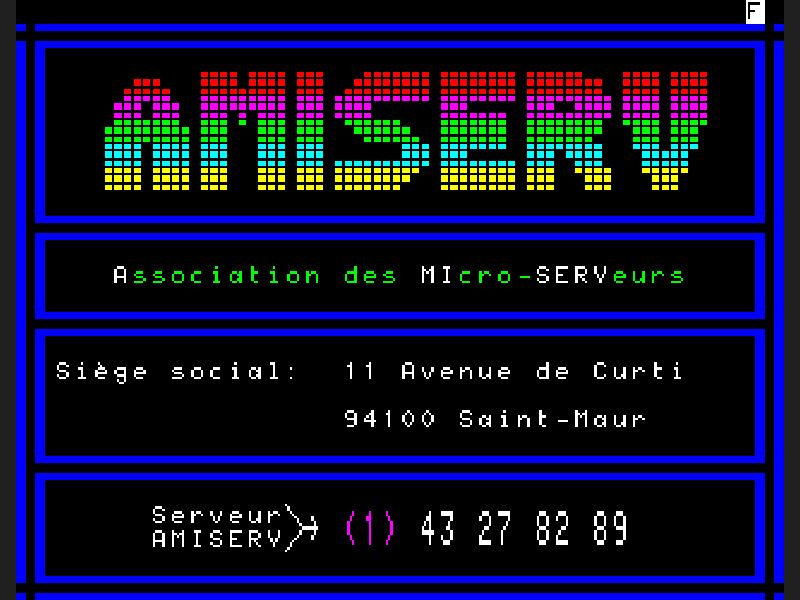 F
AMISERV
Association des MIcro-SERVeurs
Siège social: 11 Avenue de Curti
94100 Saint-Maur
Serveur
AMISERV
(1) 43 27 82 89